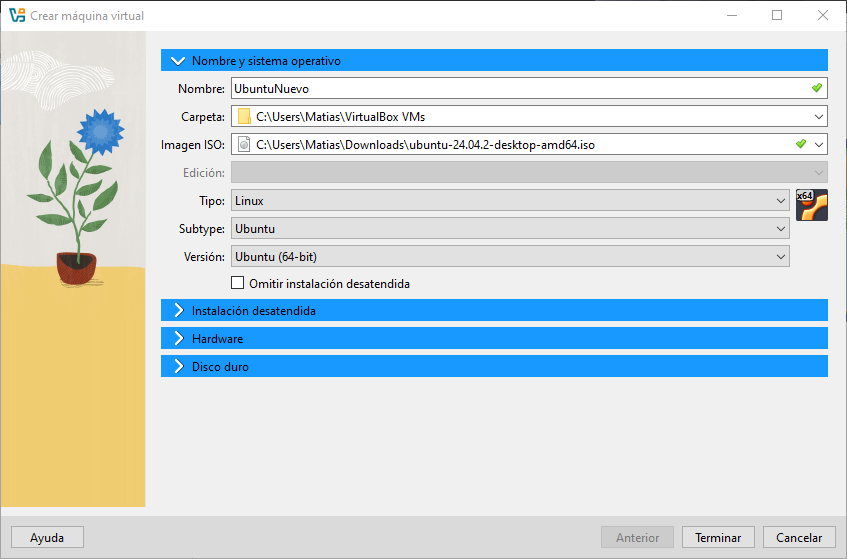 Crear máquina virtual
Nombre y sistema operativo
Nombre: UbuntuNuevo
Carpeta: C:\Users\Matias\VirtualBox VMs
Imagen ISO: C:\Users\Matias\Downloads\ubuntu-24.04.2-desktop-amd64.iso
Edición:
Tipo: Linux x64
Subtype: Ubuntu
Versión: Ubuntu (64-bit)
Omitir instalación desatendida
Instalación desatendida
Hardware
Disco duro
Ayuda Anterior Terminar Cancelar